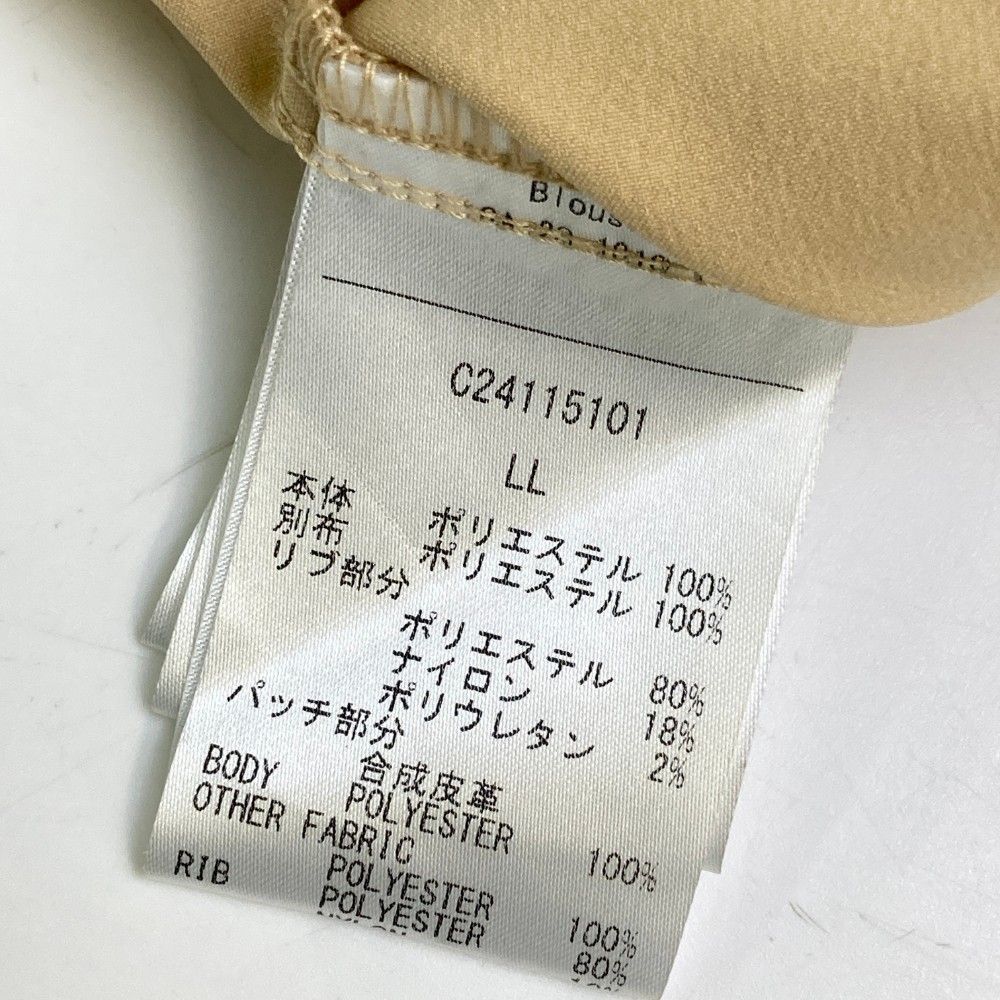 Blous
C24115101
LL
本体 ポリエステル 100%
別布 ポリエステル 100%
リブ部分
ポリエステル 80%
ナイロン 18%
ポリウレタン 2%
パッチ部分
合成皮革
BODY POLYESTER 100%
OTHER FABRIC
POLYESTER 100%
RIB POLYESTER 80%